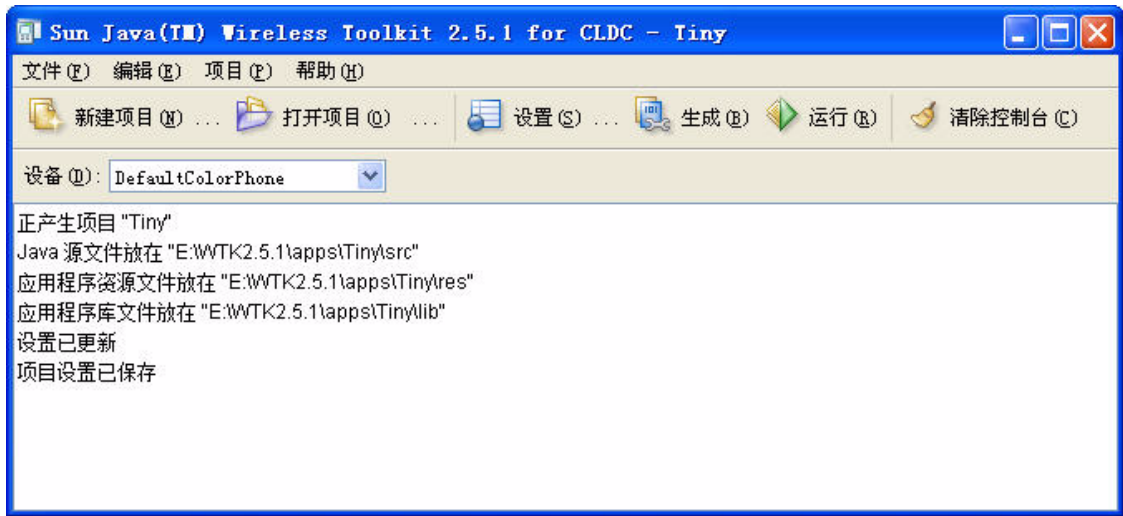 Sun Java(TM) Wireless Toolkit 2.5.1 for CLDC - Tiny
文件(F) 编辑(E) 项目(P) 帮助(H)
新建项目(N) ... 打开项目(O) ... 设置(S) ... 生成(B) 运行(R) 清除控制台(C)
设备(D): DefaultColorPhone
正产生项目 "Tiny"
Java 源文件放在 "E:\WTK2.5.1\apps\Tiny\src"
应用程序资源文件放在 "E:\WTK2.5.1\apps\Tiny\res"
应用程序库文件放在 "E:\WTK2.5.1\apps\Tiny\lib"
设置已更新
项目设置已保存